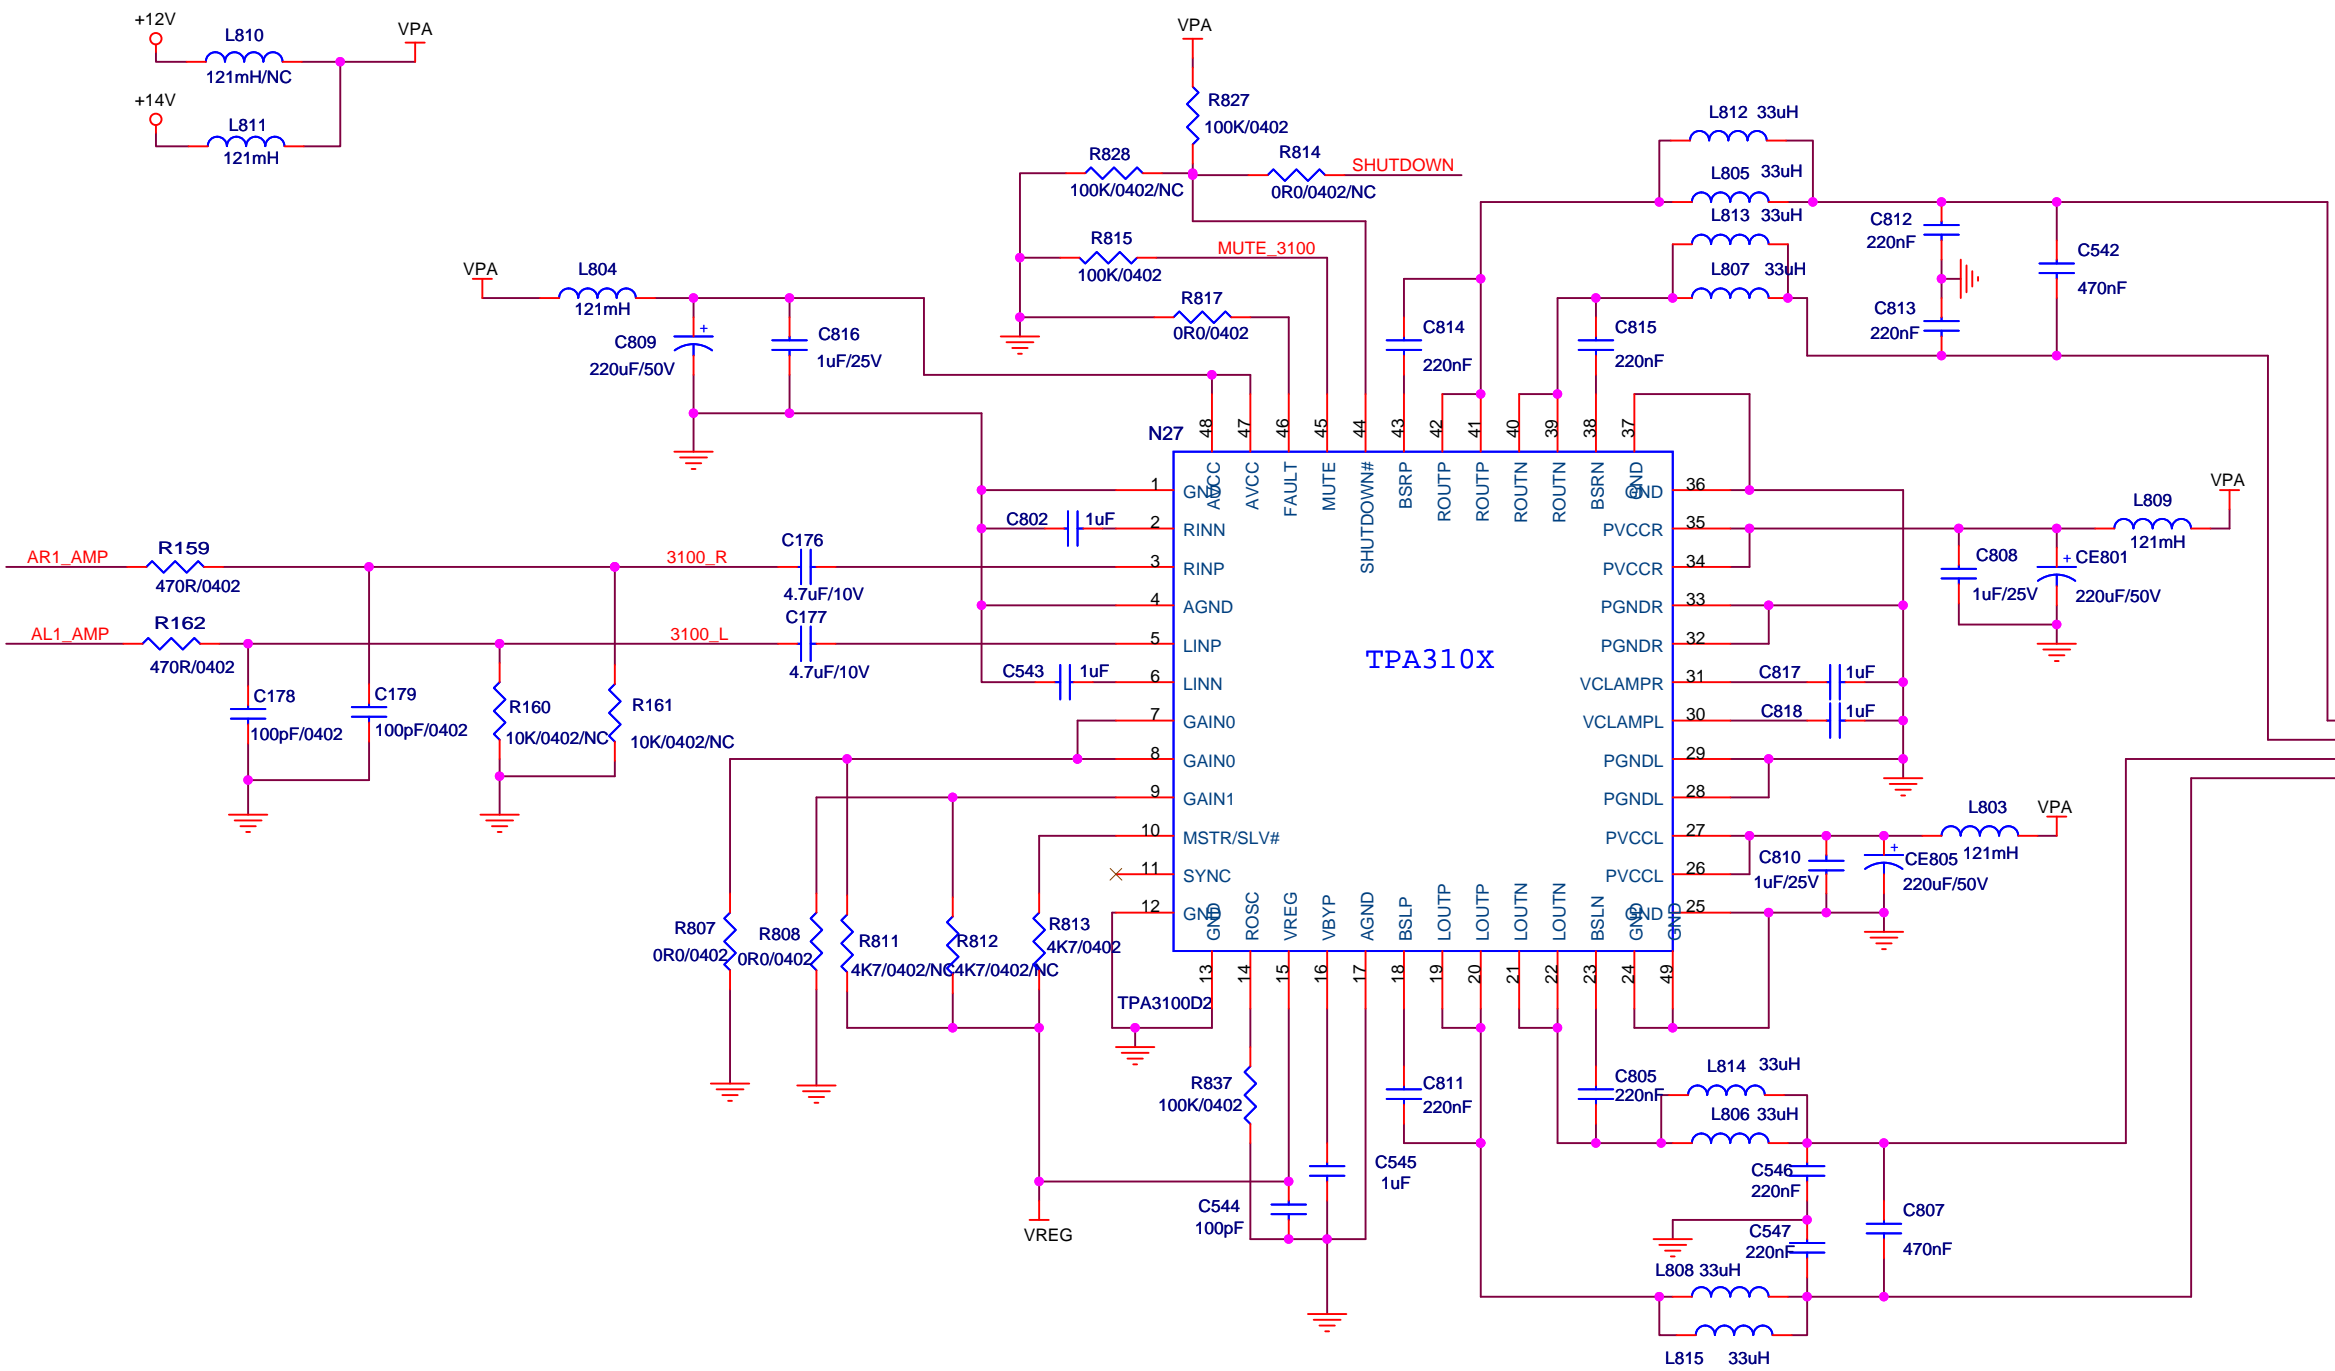 +12V
L810
121mH/NC
VPA
+14V
L811
121mH
VPA
R827
100K/0402
R828
100K/0402/NC
R814
0R0/0402/NC
SHUTDOWN
R815
100K/0402
MUTE_3100
R817
0R0/0402
VPA
L804
121mH
C809
+
220uF/50V
C816
1uF/25V
L812 33uH
L805 33uH
L813 33uH
L807 33uH
C812
220nF
C813
220nF
C542
470nF
C814
220nF
C815
220nF
N27
48
47
46
45
44
43
42
41
40
39
38
37
AVCC
AVCC
FAULT
MUTE
SHUTDOWN#
BSRP
ROUTP
ROUTP
ROUTN
ROUTN
BSRN
GND
1 GND
2 RINN
3 RINP
4 AGND
5 LINP
6 LINN
7 GAIN0
8 GAIN0
9 GAIN1
10 MSTR/SLV#
11 SYNC
12 GND
TPA310X
GND 36
PVCCR 35
PVCCR 34
PGNDR 33
PGNDR 32
VCLAMPR 31
VCLAMPL 30
PGNDL 29
PGNDL 28
PVCCL 27
PVCCL 26
GND 25
GND
ROSC
VREG
VBYP
AGND
BSLP
LOUTP
LOUTP
LOUTN
LOUTN
BSLN
GND
GND
13
14
15
16
17
18
19
20
21
22
23
24
49
TPA3100D2
C802 1uF
AR1_AMP
R159
470R/0402
3100_R
C176
4.7uF/10V
AL1_AMP
R162
470R/0402
3100_L
C177
4.7uF/10V
C543 1uF
C178
100pF/0402
C179
100pF/0402
R160
10K/0402/NC
R161
10K/0402/NC
R807
0R0/0402
R808
0R0/0402
R811
4K7/0402/NC
R812
4K7/0402/NC
R813
4K7/0402
VREG
R837
100K/0402
C544
100pF
C545
1uF
C811
220nF
C805
220nF
L814 33uH
L806 33uH
C546
220nF
C547
220nF
C807
470nF
L808 33uH
L815 33uH
VPA
L809
121mH
C808
1uF/25V
+ CE801
220uF/50V
C817 1uF
C818 1uF
L803
121mH
VPA
C810
1uF/25V
+
CE805
220uF/50V